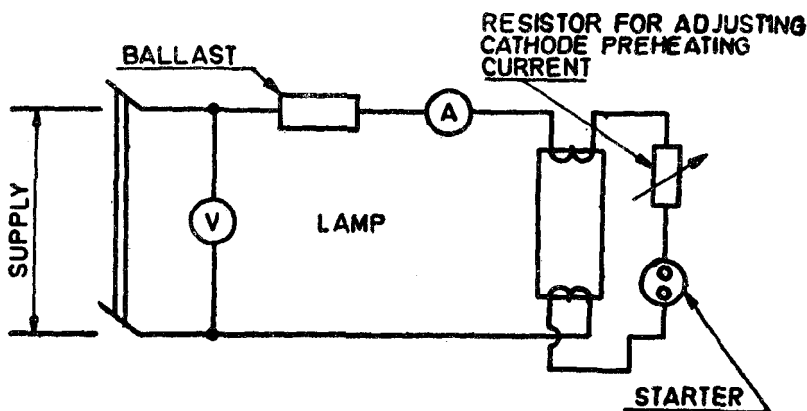 RESISTOR FOR ADJUSTING
CATHODE PREHEATING
CURRENT
BALLAST
A
SUPPLY
V
LAMP
STARTER